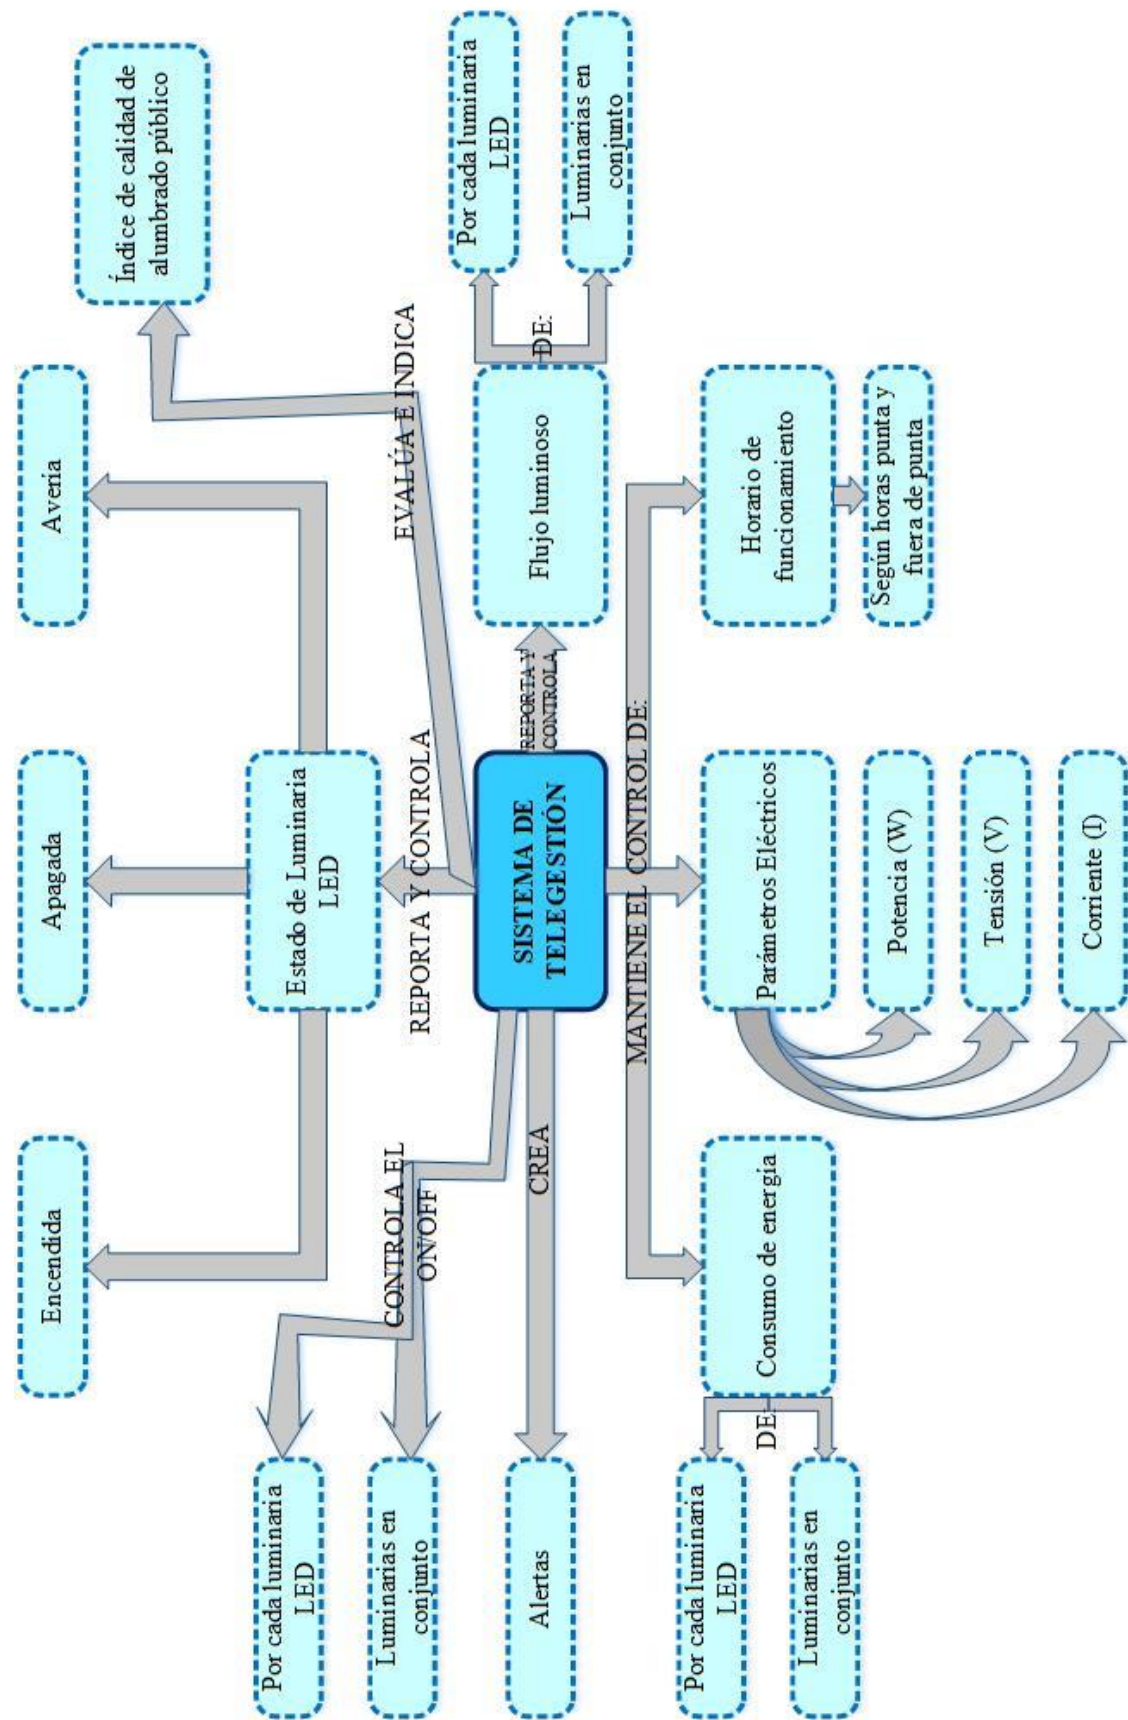 Encendida
Apagada
Avería
Índice de calidad de
alumbrado público
Estado de Luminaria
LED
Por cada luminaria
LED
Luminarias en
conjunto
CONTROLA EL
ON/OFF
REPORTA Y CONTROLA
EVALÚA E INDICA
Alertas
CREA
SISTEMA DE
TELEGESTIÓN
REPORTA Y
CONTROLA
Flujo luminoso
DE:
Por cada luminaria
LED
Luminarias en
conjunto
MANTIENE EL CONTROL DE:
Por cada luminaria
LED
Luminarias en
conjunto
DE:
Consumo de energia
Parámetros Eléctricos
Horario de
funcionamiento
Potencia (W)
Tensión (V)
Corriente (I)
Según horas punta y
fuera de punta